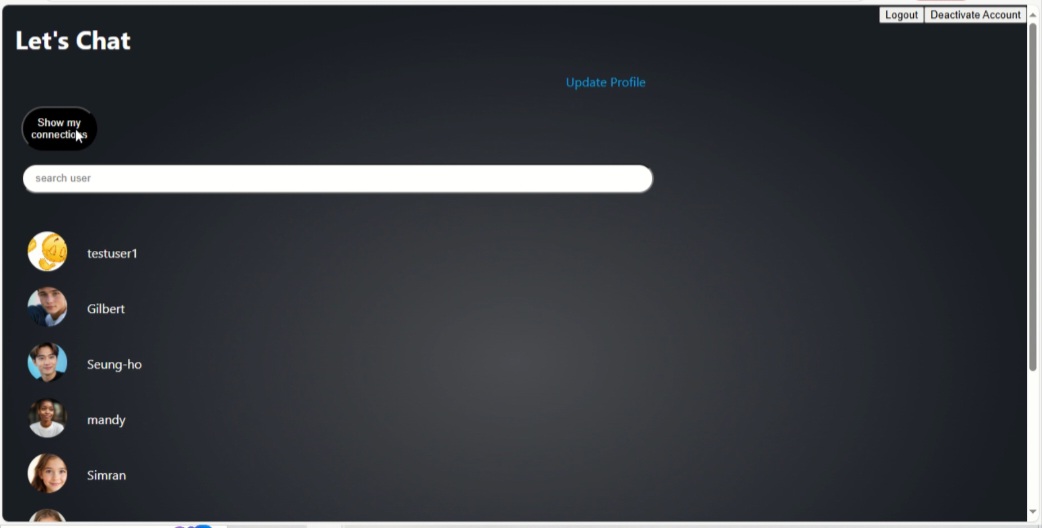 Logout Deactivate Account
Let's Chat
Update Profile
Show my
connections
search user
testuser1
Gilbert
Seung-ho
mandy
Simran